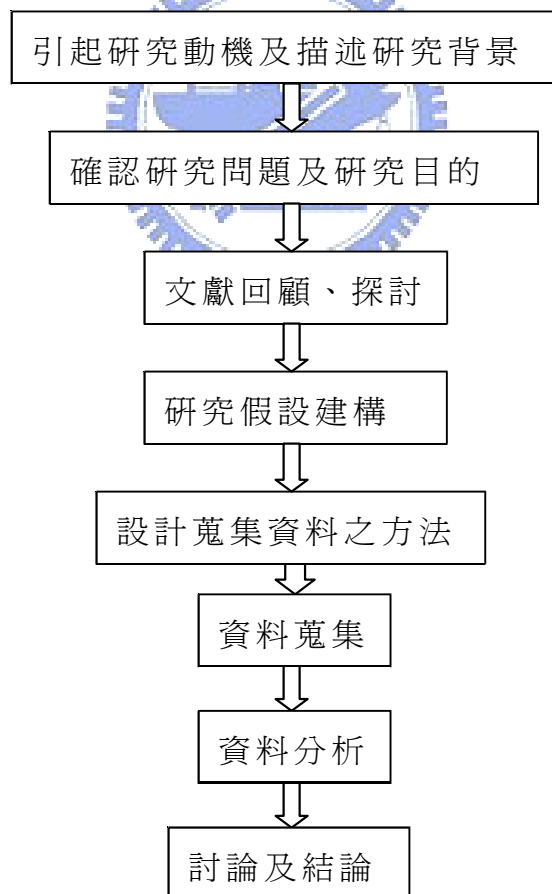 引起研究動機及描述研究背景
確認研究問題及研究目的
文獻回顧、探討
研究假設建構
設計蒐集資料之方法
資料蒐集
資料分析
討論及結論